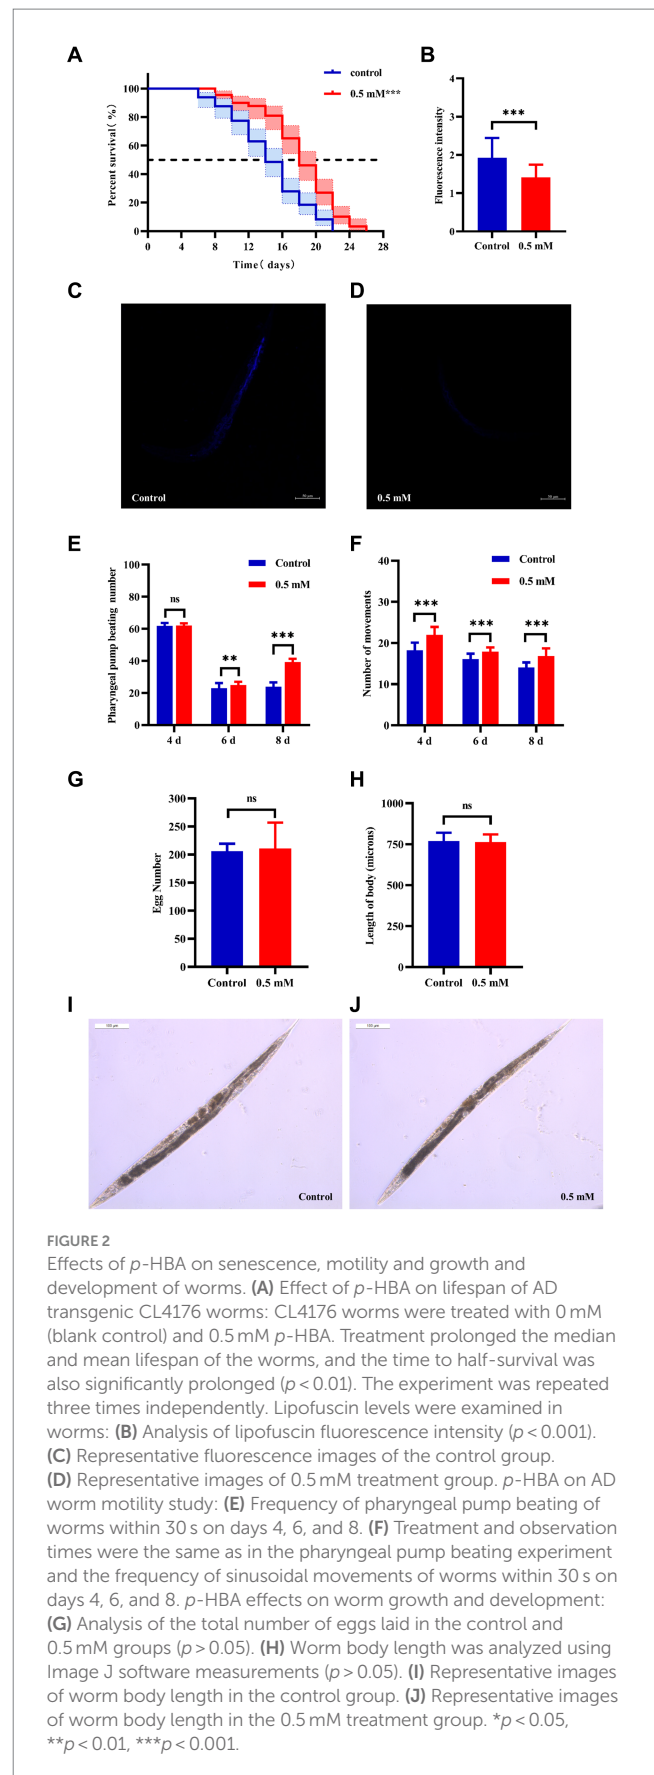 A
control
0.5 mM***
Percent survival( %)
100
80
60
40
20
0
0 4 8 12 16 20 24 28
Time( days)
B
Fluorescence intensity
4
3
2
1
0
***
Control 0.5 mM
C
Control
50 μm
D
0.5 mM
50 μm
E
Control
0.5 mM
Pharyngeal pump beating number
100
80
60
40
20
0
ns
**
***
4 d 6 d 8 d
F
Control
0.5 mM
Number of movements
40
30
20
10
0
***
***
***
4 d 6 d 8 d
G
Egg Number
300
250
200
150
100
50
0
ns
Control 0.5 mM
H
Length of body (microns)
1000
750
500
250
0
ns
Control 0.5 mM
I
100 μm
Control
J
100 μm
0.5 mM
FIGURE 2
Effects of p-HBA on senescence, motility and growth and
development of worms. (A) Effect of p-HBA on lifespan of AD
transgenic CL4176 worms: CL4176 worms were treated with 0 mM
(blank control) and 0.5 mM p-HBA. Treatment prolonged the median
and mean lifespan of the worms, and the time to half-survival was
also significantly prolonged (p < 0.01). The experiment was repeated
three times independently. Lipofuscin levels were examined in
worms: (B) Analysis of lipofuscin fluorescence intensity (p < 0.001).
(C) Representative fluorescence images of the control group.
(D) Representative images of 0.5 mM treatment group. p-HBA on AD
worm motility study: (E) Frequency of pharyngeal pump beating of
worms within 30 s on days 4, 6, and 8. (F) Treatment and observation
times were the same as in the pharyngeal pump beating experiment
and the frequency of sinusoidal movements of worms within 30 s on
days 4, 6, and 8. p-HBA effects on worm growth and development:
(G) Analysis of the total number of eggs laid in the control and
0.5 mM groups (p > 0.05). (H) Worm body length was analyzed using
Image J software measurements (p > 0.05). (I) Representative images
of worm body length in the control group. (J) Representative images
of worm body length in the 0.5 mM treatment group. *p < 0.05,
**p < 0.01, ***p < 0.001.